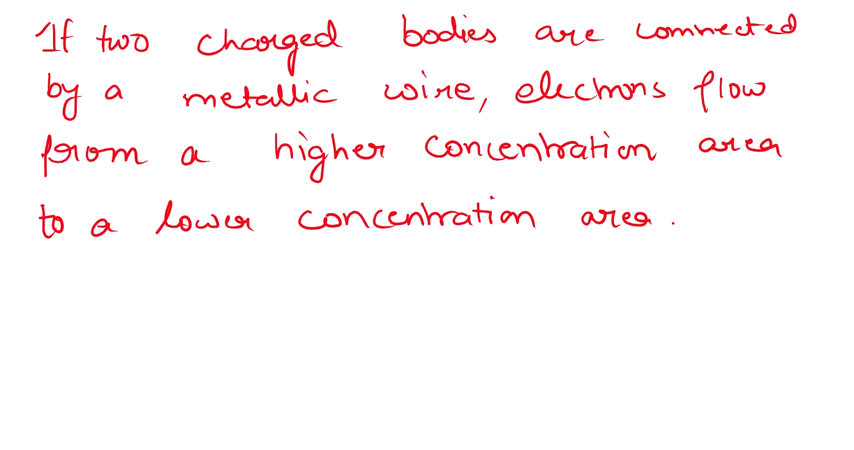 If two charged bodies are connected
by a metallic wire, electrons flow
from a higher concentration area
to a lower concentration area.